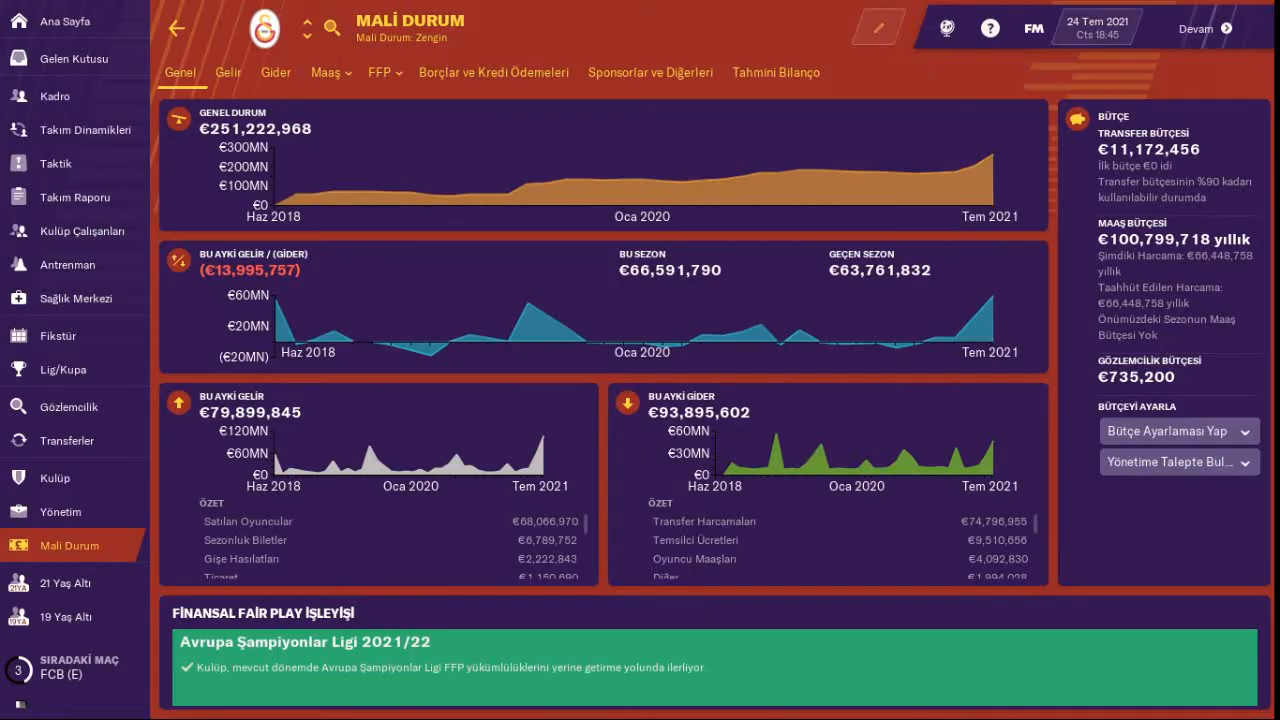 Ana Sayfa
Gelen Kutusu
Kadro
Takım Dinamikleri
Taktik
Takım Raporu
Kulüp Çalışanları
Antrenman
Sağlık Merkezi
Fikstür
Lig/Kupa
Gözlemcilik
Transferler
Kulüp
Yönetim
Mali Durum
21YA
21 Yaş Altı
19YA
19 Yaş Altı
3
SIRADAKİ MAÇ
FCB (E)
MALİ DURUM
Mali Durum: Zengin
FM
24 Tem 2021
Cts 18:45
Devam
Genel Gelir Gider Maaş FFP Borçlar ve Kredi Ödemeleri Sponsorlar ve Diğerleri Tahmini Bilanço
GENEL DURUM
€251,222,968
€300MN
€200MN
€100MN
€0
Haz 2018 Oca 2020 Tem 2021
BU AYKİ GELİR / (GİDER)
(€13,995,757)
BU SEZON
€66,591,790
GEÇEN SEZON
€63,761,832
€60MN
€20MN
(€20MN)
Haz 2018 Oca 2020 Tem 2021
BU AYKİ GELİR
€79,899,845
€120MN
€60MN
€0
Haz 2018 Oca 2020 Tem 2021
ÖZET
Satılan Oyuncular €68,066,970
Sezonluk Biletler €6,789,752
Gişe Hasılatları €2,222,843
Ticaret €1,150,690
BU AYKİ GİDER
€93,895,602
€60MN
€30MN
€0
Haz 2018 Oca 2020 Tem 2021
ÖZET
Transfer Harcamaları €74,796,955
Temsilci Ücretleri €9,510,656
Oyuncu Maaşları €4,092,830
Diğer €1,994,028
BÜTÇE
TRANSFER BÜTÇESİ
€11,172,456
İlk bütçe €0 idi
Transfer bütçesinin %90 kadarı
kullanılabilir durumda
MAAŞ BÜTÇESİ
€100,799,718 yıllık
Şimdiki Harcama: €66,448,758
yıllık
Taahhüt Edilen Harcama:
€66,448,758 yıllık
Önümüzdeki Sezonun Maaş
Bütçesi Yok
GÖZLEMCİLİK BÜTÇESİ
€735,200
BÜTÇEYİ AYARLA
Bütçe Ayarlaması Yap
Yönetime Talepte Bul...
FİNANSAL FAİR PLAY İŞLEYİŞİ
Avrupa Şampiyonlar Ligi 2021/22
Kulüp, mevcut dönemde Avrupa Şampiyonlar Ligi FFP yükümlülüklerini yerine getirme yolunda ilerliyor